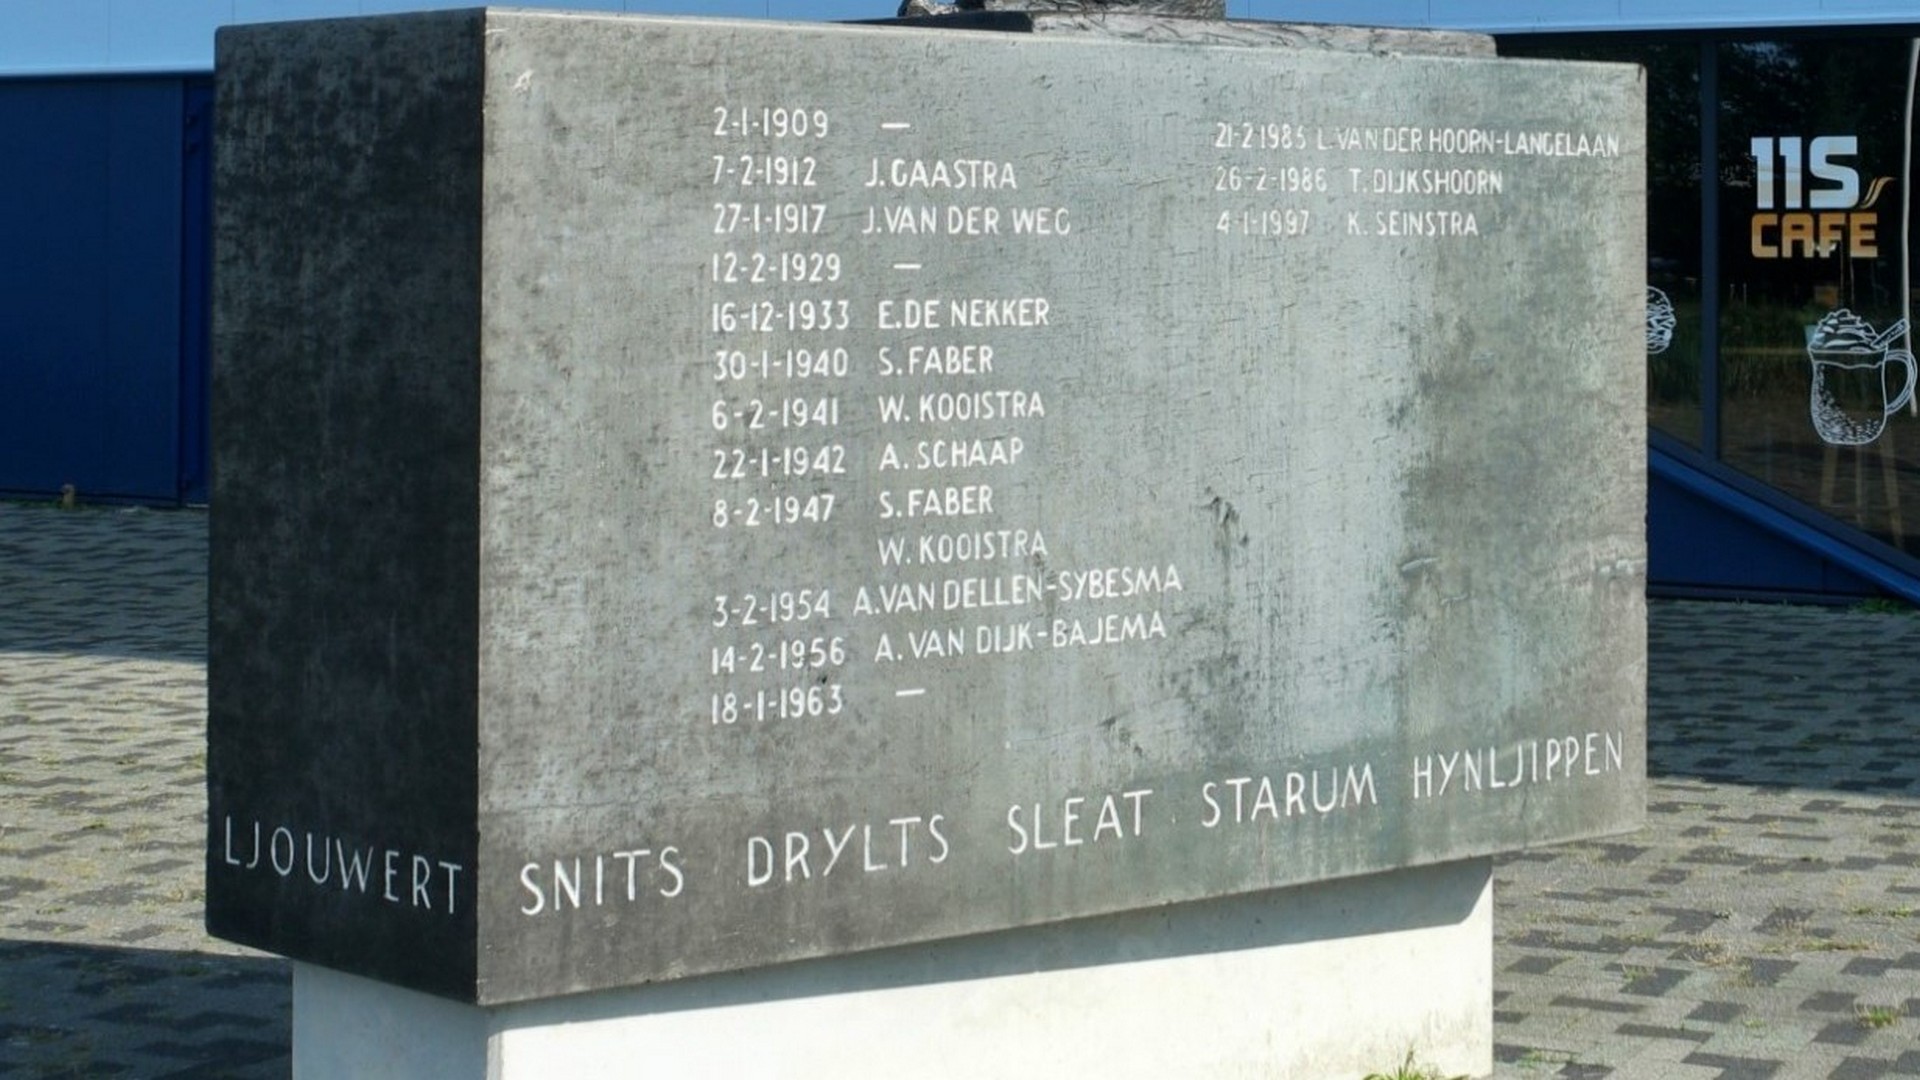 2-1-1909 —
7-2-1912 J. GAASTRA
27-1-1917 J. VAN DER WEG
12-2-1929 —
16-12-1933 E. DE NEKKER
30-1-1940 S. FABER
6-2-1941 W. KOOISTRA
22-1-1942 A. SCHAAP
8-2-1947 S. FABER
W. KOOISTRA
3-2-1954 A. VAN DELLEN-SYBESMA
14-2-1956 A. VAN DIJK-BAJEMA
18-1-1963 —
21-2-1985 L. VAN DER HOORN-LANGELAAN
26-2-1986 T. DIJKSHOORN
4-1-1997 K. SEINSTRA
LJOUWERT SNITS DRYLTS SLEAT STARUM HYNLJIPPEN
11S
CAFE